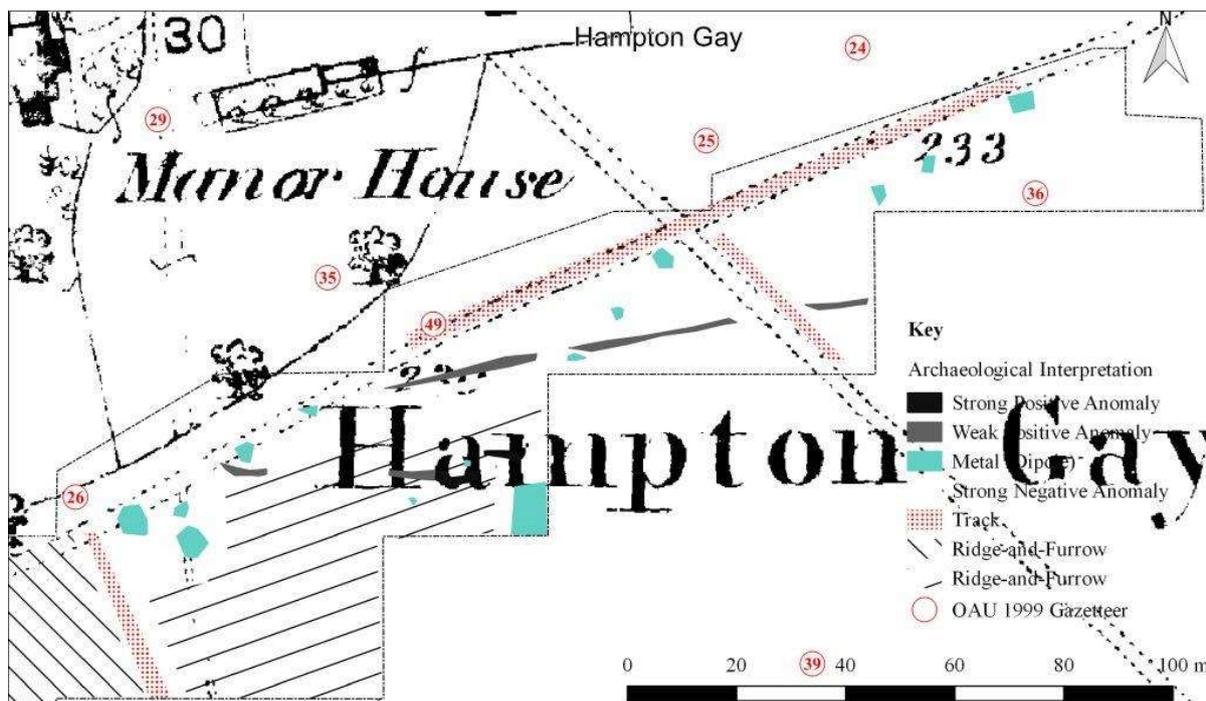 130
Hampton Gay
N
24
29
25
233
Manor House
36
35
49
Key
Archaeological Interpretation
Hampton Gay
Strong Positive Anomaly
Weak Positive Anomaly
Metal (Dipole)
26
Strong Negative Anomaly
Track
Ridge-and-Furrow
Ridge-and-Furrow
OAU 1999 Gazetteer
39
0 20 40 60 80 100 m